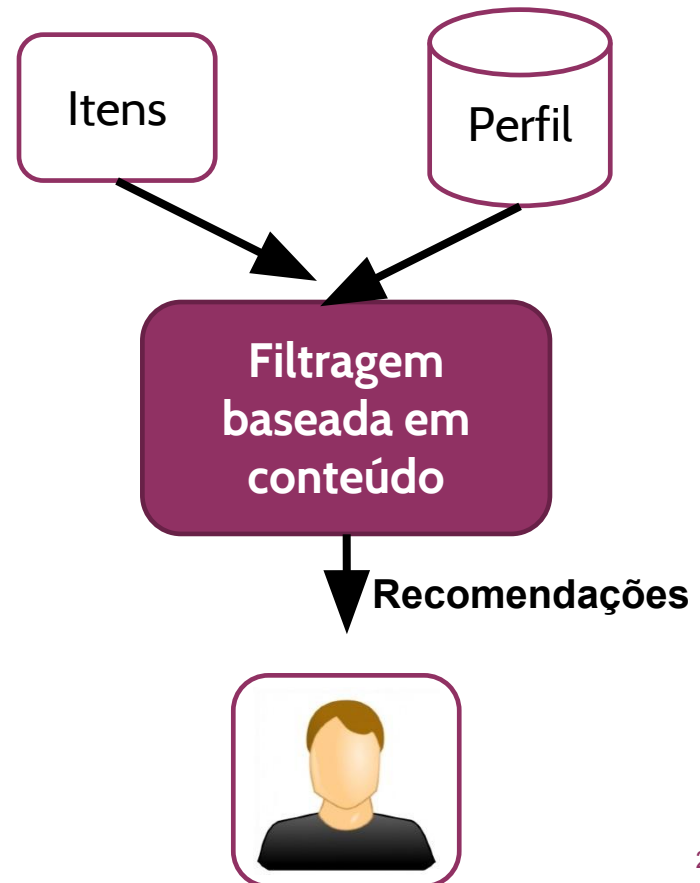 Itens
Perfil
Filtragem
baseada em
conteúdo
Recomendações